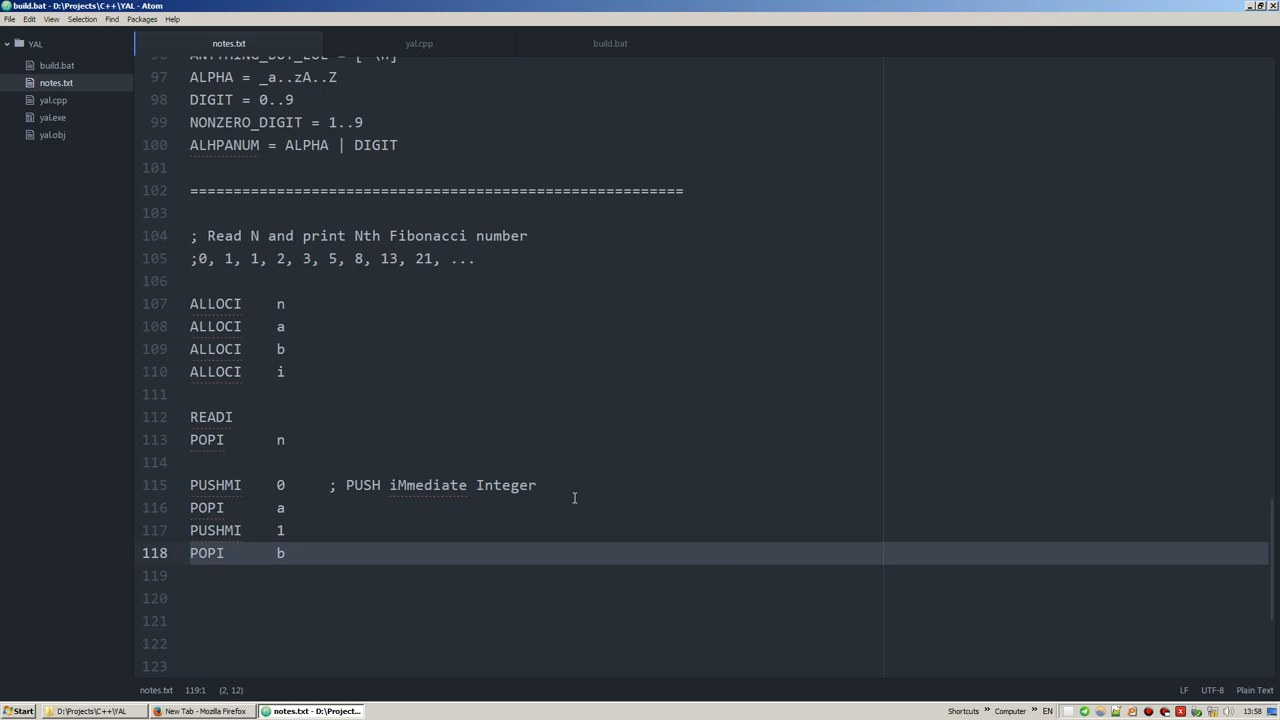 build.bat - D:\Projects\C++\YAL - Atom
File Edit View Selection Find Packages Help
YAL
build.bat
notes.txt
yal.cpp
yal.exe
yal.obj
notes.txt yal.cpp build.bat
97 ALPHA = _a..zA..Z
98 DIGIT = 0..9
99 NONZERO_DIGIT = 1..9
100 ALHPANUM = ALPHA | DIGIT
101
102 =========================================================
103
104 ; Read N and print Nth Fibonacci number
105 ;0, 1, 1, 2, 3, 5, 8, 13, 21, ...
106
107 ALLOCI n
108 ALLOCI a
109 ALLOCI b
110 ALLOCI i
111
112 READI
113 POPI n
114
115 PUSHMI 0 ; PUSH iMmediate Integer
116 POPI a
117 PUSHMI 1
118 POPI b
119
120
121
122
123
notes.txt 119:1 (2, 12) LF UTF-8 Plain Text
Start D:\Projects\C++\YAL New Tab - Mozilla Firefox notes.txt - D:\Project... Shortcuts » Computer » EN 13:58